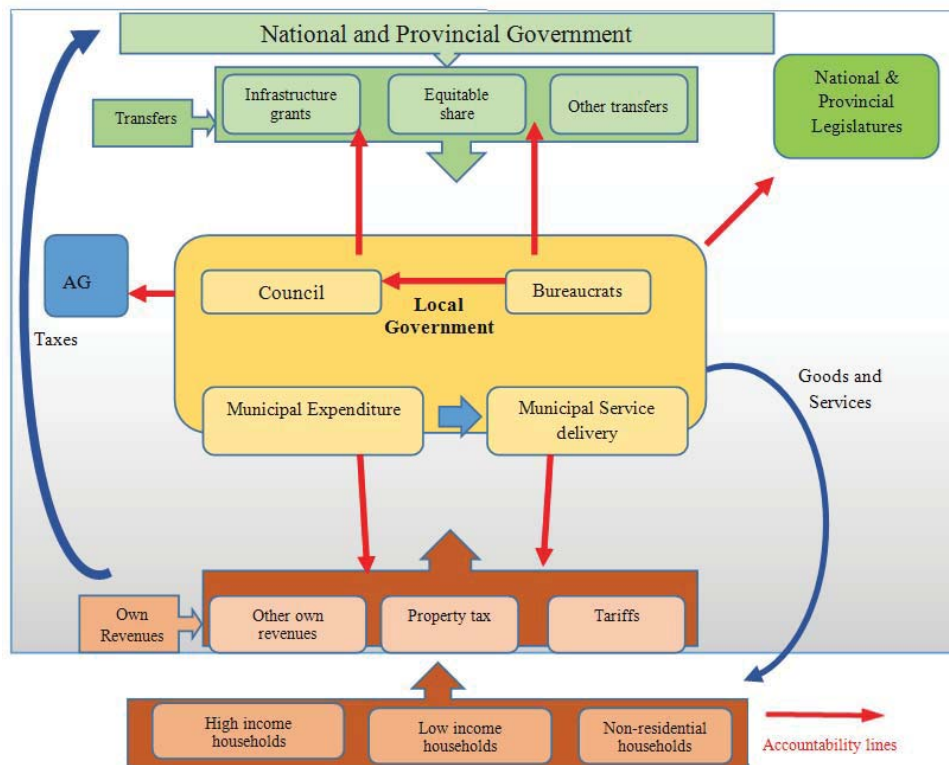 National and Provincial Government
National &
Provincial
Legislatures
Transfers
Infrastructure
grants
Equitable
share
Other transfers
AG
Council
Local
Government
Bureaucrats
Taxes
Goods and
Services
Municipal Expenditure
Municipal Service
delivery
Own
Revenues
Other own
revenues
Property tax
Tariffs
High income
households
Low income
households
Non-residential
households
Accountability lines